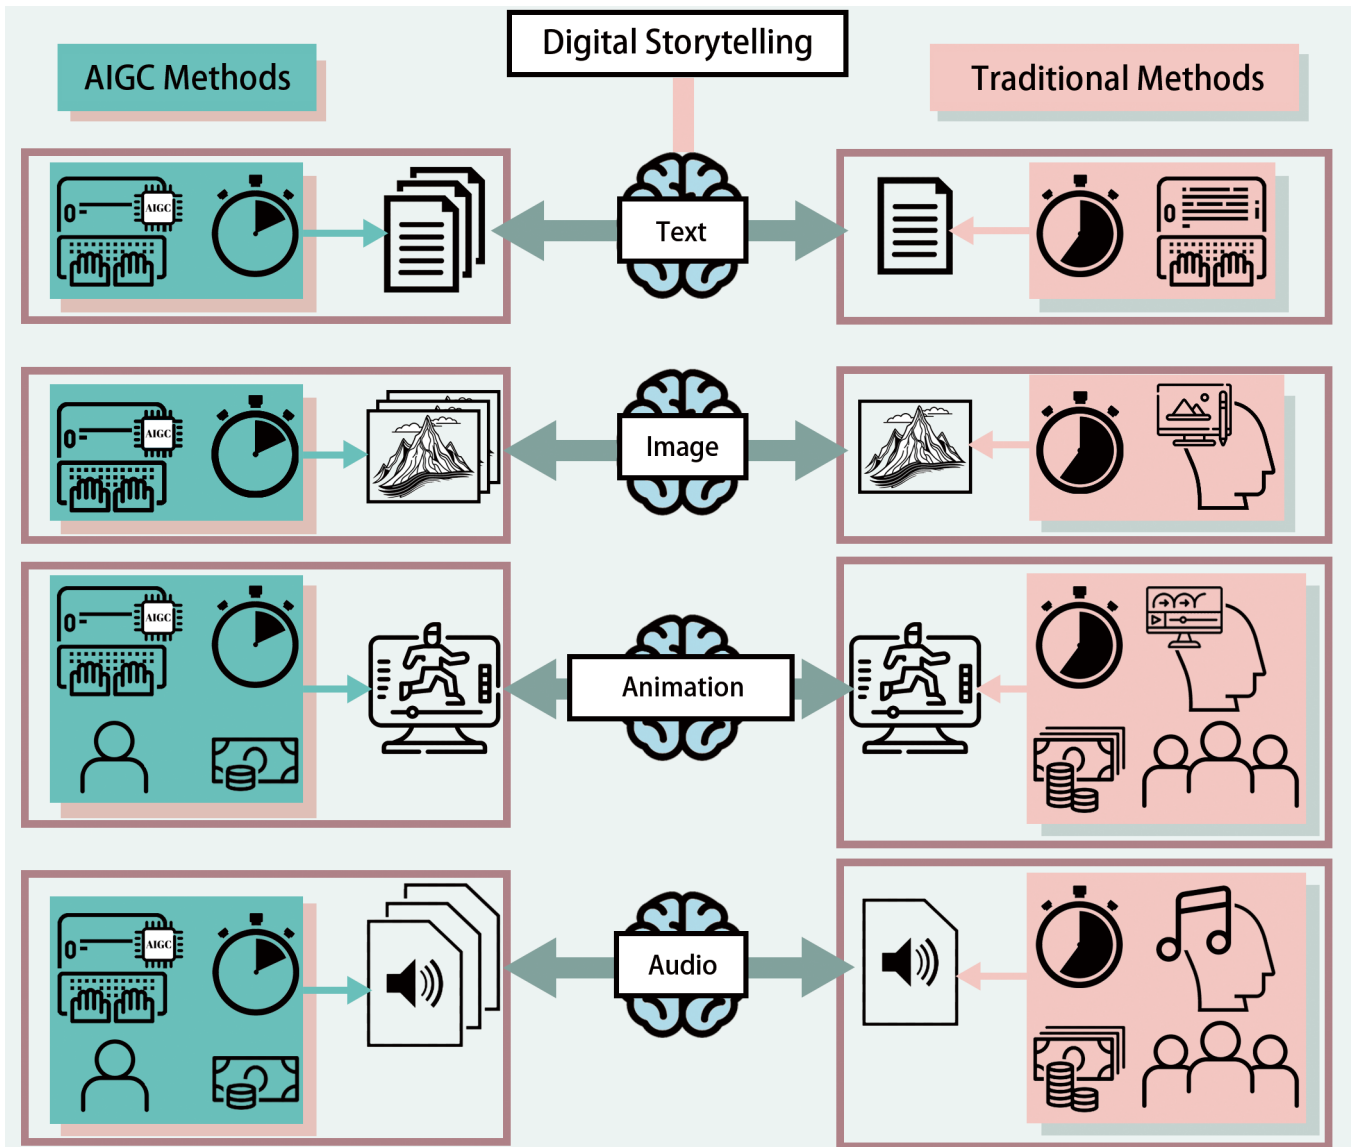 Digital Storytelling
AIGC Methods
Traditional Methods
AIGC
Text
AIGC
Image
AIGC
Animation
AIGC
Audio